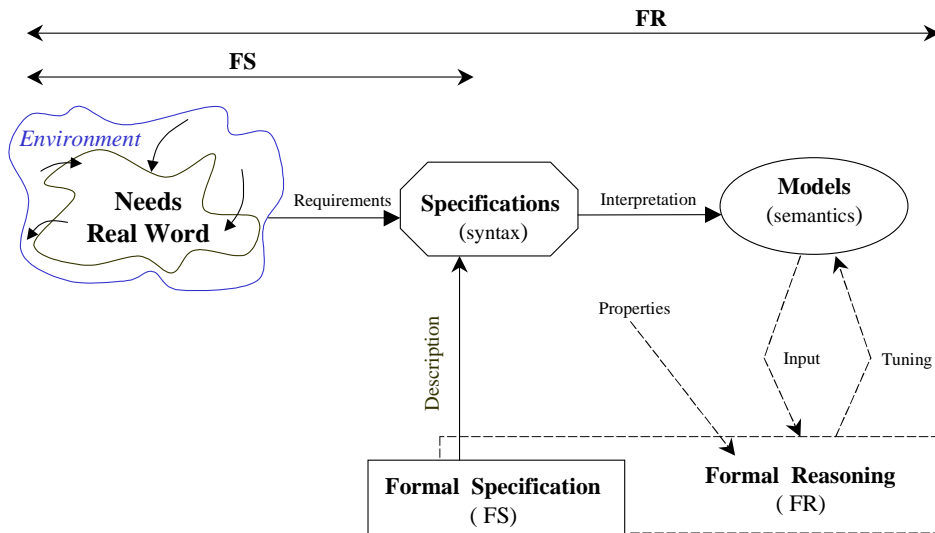 FR
FS
Environment
Needs
Real Word
Requirements
Specifications
(syntax)
Interpretation
Models
(semantics)
Properties
Input
Tuning
Description
Formal Specification
( FS)
Formal Reasoning
( FR)